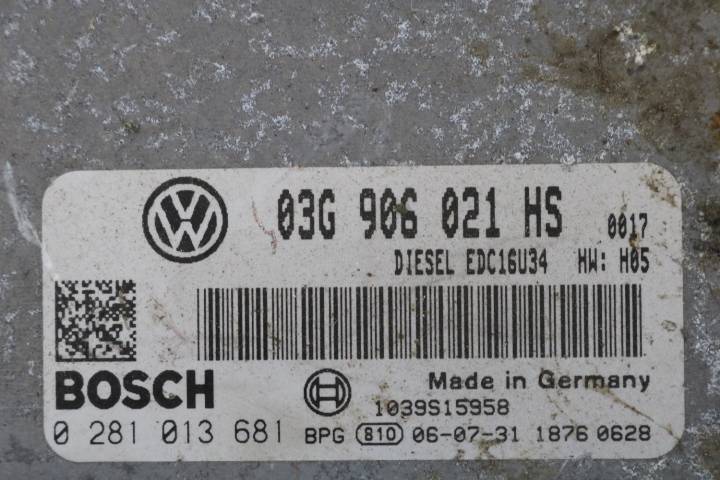 03G 906 021 HS 0017
DIESEL EDC16U34 HW: H05
BOSCH
Made in Germany
1039S15958
0 281 013 681 BPG 810 06-07-31 1876 0628